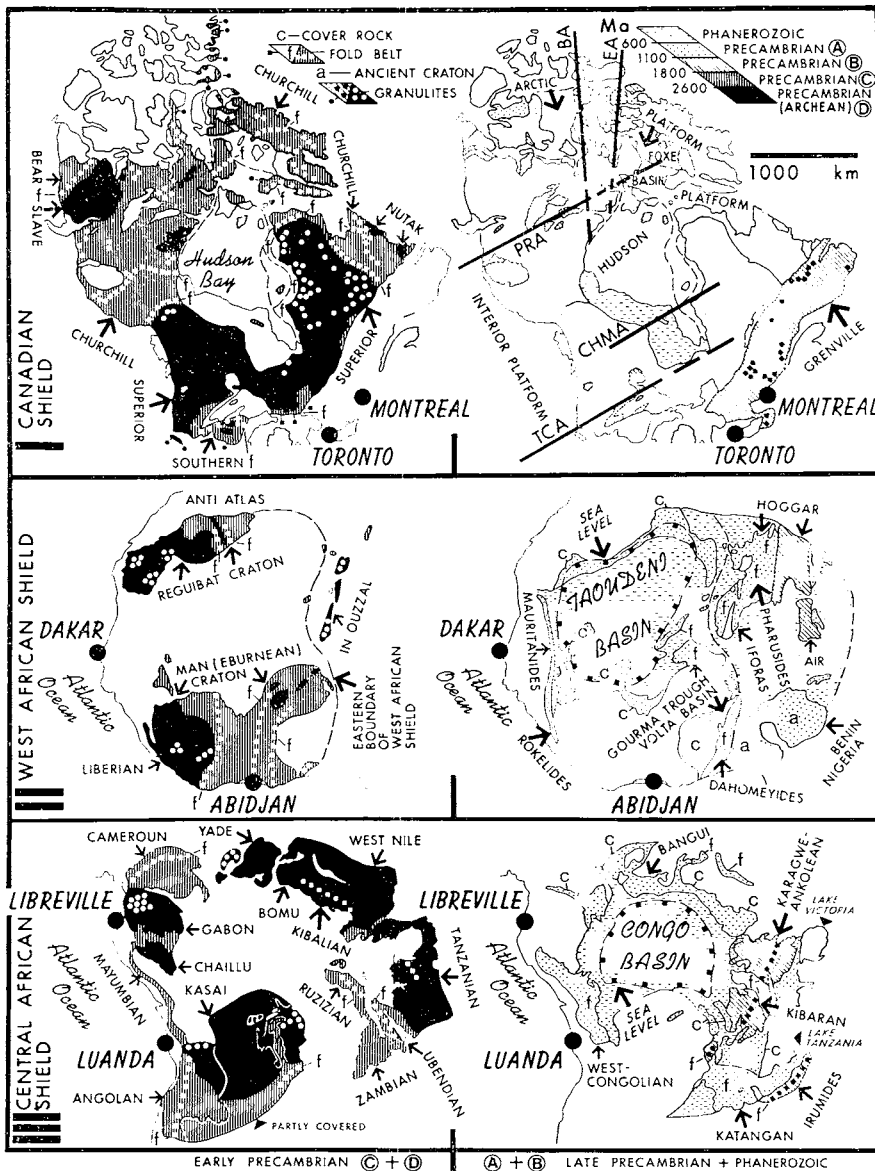 CANADIAN
SHIELD
C—COVER ROCK
f—FOLD BELT
a—ANCIENT CRATON
GRANULITES
CHURCHILL
f
CHURCHILL
BEAR
f
SLAVE
NUTAK
f
f
f
Hudson
Bay
f
f
CHURCHILL
SUPERIOR
SUPERIOR
f
MONTREAL
SOUTHERN f
TORONTO
BA
EA
Ma
600
1100
1800
2600
PHANEROZOIC
PRECAMBRIAN Ⓐ
PRECAMBRIAN Ⓑ
PRECAMBRIAN Ⓒ
PRECAMBRIAN
(ARCHEAN) Ⓓ
ARCTIC
PLATFORM
FOXE
BASIN
1000 km
PLATFORM
PRA
HUDSON
INTERIOR PLATFORM
CHMA
GRENVILLE
TCA
MONTREAL
TORONTO
WEST AFRICAN SHIELD
ANTI ATLAS
f
REGUIBAT CRATON
IN OUZZAL
DAKAR
MAN (EBURNEAN)
CRATON
f
Atlantic
Ocean
f
EASTERN
BOUNDARY
OF
WEST AFRICAN
SHIELD
LIBERIAN
f
ABIDJAN
C
SEA
LEVEL
C
HOGGAR
f
f
TAOUDENI
BASIN
MAURITANIDES
f
PHARUSIDES
DAKAR
IFORAS
AIR
f
C
C
Atlantic
Ocean
GOURMA TROUGH
VOLTA BASIN
a
C
f
a
ROKELIDES
BENIN
NIGERIA
DAHOMEYIDES
ABIDJAN
CENTRAL AFRICAN
SHIELD
CAMEROUN
f
YADE
WEST NILE
LIBREVILLE
BOMU
KIBALIAN
GABON
CHAILLU
TANZANIAN
Atlantic
Ocean
MAYUMBIAN
KASAI
RUZIZIAN
f
f
LUANDA
f
UBENDIAN
ZAMBIAN
ANGOLAN
PARTLY COVERED
f
C
BANGUI
f
f
C
C
KARAGWE-
ANKOLEAN
LIBREVILLE
C
LAKE
VICTORIA
CONGO
BASIN
f
Atlantic
Ocean
f
SEA
LEVEL
f
KIBARAN
C
LAKE
TANZANIA
LUANDA
f
C
WEST-
CONGOLIAN
f
IRUMIDES
KATANGAN
EARLY PRECAMBRIAN Ⓒ + Ⓓ
Ⓐ + Ⓑ LATE PRECAMBRIAN + PHANEROZOIC